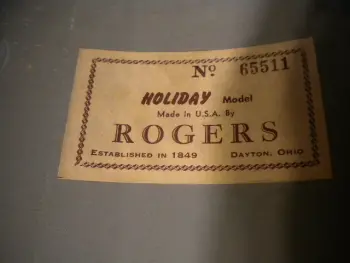 Nº 65511
HOLIDAY Model
Made in U.S.A. By
ROGERS
ESTABLISHED IN 1849 DAYTON, OHIO